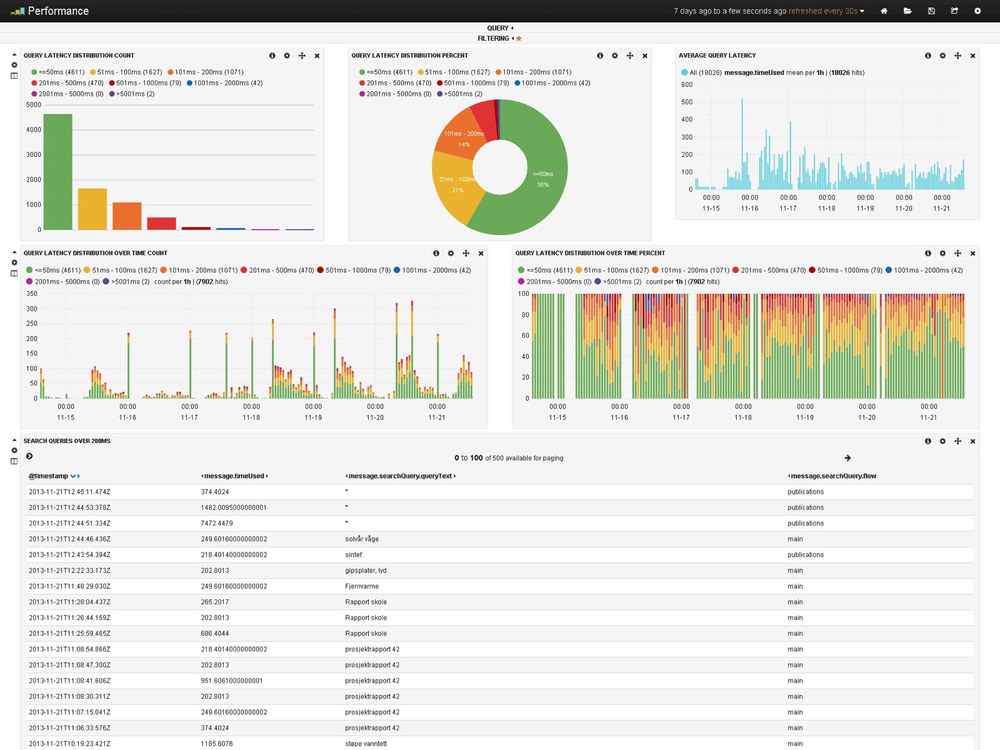 Performance
7 days ago to a few seconds ago refreshed every 30s
QUERY
FILTERING
QUERY LATENCY DISTRIBUTION COUNT
<=50ms (4611) 51ms - 100ms (1627) 101ms - 200ms (1071)
201ms - 500ms (470) 501ms - 1000ms (79) 1001ms - 2000ms (42)
2001ms - 5000ms (0) >5001ms (2)
5000
4000
3000
2000
1000
0
QUERY LATENCY DISTRIBUTION PERCENT
<=50ms (4611) 51ms - 100ms (1627) 101ms - 200ms (1071)
201ms - 500ms (470) 501ms - 1000ms (79) 1001ms - 2000ms (42)
2001ms - 5000ms (0) >5001ms (2)
101ms - 200ms
14%
<=50ms
58%
51ms - 100ms
21%
AVERAGE QUERY LATENCY
All (18026) message.timeUsed mean per 1h | (18026 hits)
600
500
400
300
200
100
0
00:00 00:00 00:00 00:00 00:00 00:00 00:00
11-15 11-16 11-17 11-18 11-19 11-20 11-21
QUERY LATENCY DISTRIBUTION OVER TIME COUNT
<=50ms (4611) 51ms - 100ms (1627) 101ms - 200ms (1071) 201ms - 500ms (470) 501ms - 1000ms (79) 1001ms - 2000ms (42)
2001ms - 5000ms (0) >5001ms (2) count per 1h | (7902 hits)
350
300
250
200
150
100
50
0
00:00 00:00 00:00 00:00 00:00 00:00 00:00
11-15 11-16 11-17 11-18 11-19 11-20 11-21
QUERY LATENCY DISTRIBUTION OVER TIME PERCENT
<=50ms (4611) 51ms - 100ms (1627) 101ms - 200ms (1071) 201ms - 500ms (470) 501ms - 1000ms (79) 1001ms - 2000ms (42)
2001ms - 5000ms (0) >5001ms (2) count per 1h | (7902 hits)
100
80
60
40
20
0
00:00 00:00 00:00 00:00 00:00 00:00 00:00
11-15 11-16 11-17 11-18 11-19 11-20 11-21
SEARCH QUERIES OVER 200MS
0 to 100 of 500 available for paging
@timestamp message.timeUsed message.searchQuery.queryText message.searchQuery.flow
2013-11-21T12:45:11.474Z 374.4024 * publications
2013-11-21T12:44:53.378Z 1482.0095000000001 * publications
2013-11-21T12:44:51.334Z 7472.4479 * publications
2013-11-21T12:44:46.436Z 249.60160000000002 solvår våge main
2013-11-21T12:43:54.394Z 218.40140000000002 sintef publications
2013-11-21T12:22:33.173Z 202.8013 gipsplater, lyd main
2013-11-21T11:48:29.030Z 249.60160000000002 Fjernvarme main
2013-11-21T11:28:04.437Z 265.2017 Rapport skole main
2013-11-21T11:26:44.159Z 202.8013 Rapport skole main
2013-11-21T11:25:59.465Z 686.4044 Rapport skole main
2013-11-21T11:08:54.866Z 218.40140000000002 prosjektrapport 42 main
2013-11-21T11:08:47.300Z 202.8013 prosjektrapport 42 main
2013-11-21T11:08:41.606Z 951.6061000000001 prosjektrapport 42 main
2013-11-21T11:08:30.311Z 202.8013 prosjektrapport 42 main
2013-11-21T11:07:15.041Z 249.60160000000002 prosjektrapport 42 main
2013-11-21T11:06:33.576Z 374.4024 prosjektrapport 42 main
2013-11-21T10:19:23.421Z 1185.6076 støpe vanntett main